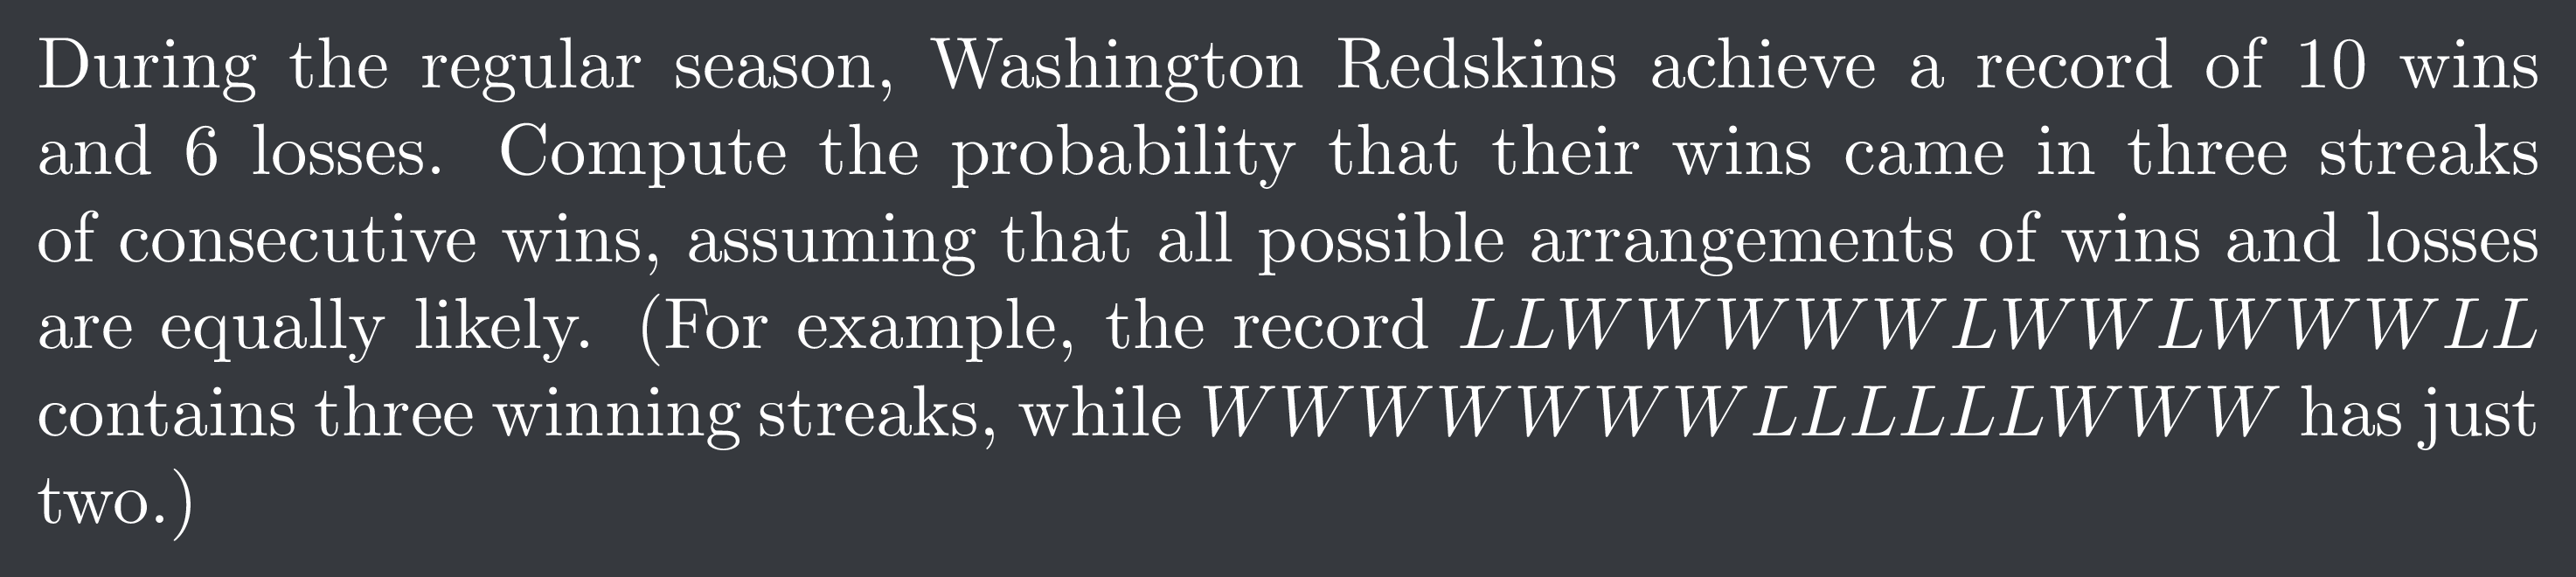 During the regular season, Washington Redskins achieve a record of 10 wins
and 6 losses. Compute the probability that their wins came in three streaks
of consecutive wins, assuming that all possible arrangements of wins and losses
are equally likely. (For example, the record LLWWWWWLWWLWWWLL
contains three winning streaks, while WWWWWWWLLLLLLWWW has just
two.)